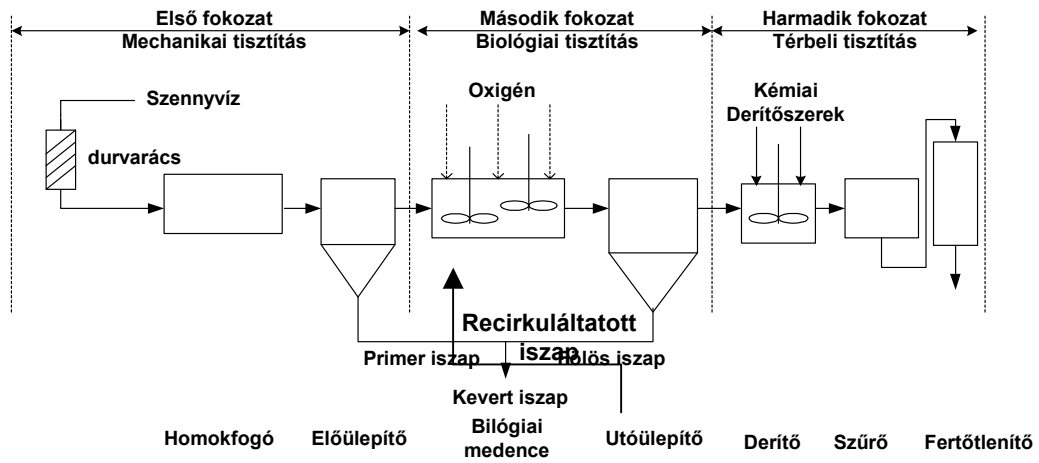 Első fokozat
Mechanikai tisztítás
Második fokozat
Biológiai tisztítás
Harmadik fokozat
Térbeli tisztítás
Szennyvíz
durvarács
Oxigén
Kémiai
Derítőszerek
Recirkuláltatott
iszap
Primer iszap
Fölös iszap
Kevert iszap
Homokfogó
Előülepítő
Bilógiai
medence
Utóülepítő
Derítő
Szűrő
Fertőtlenítő